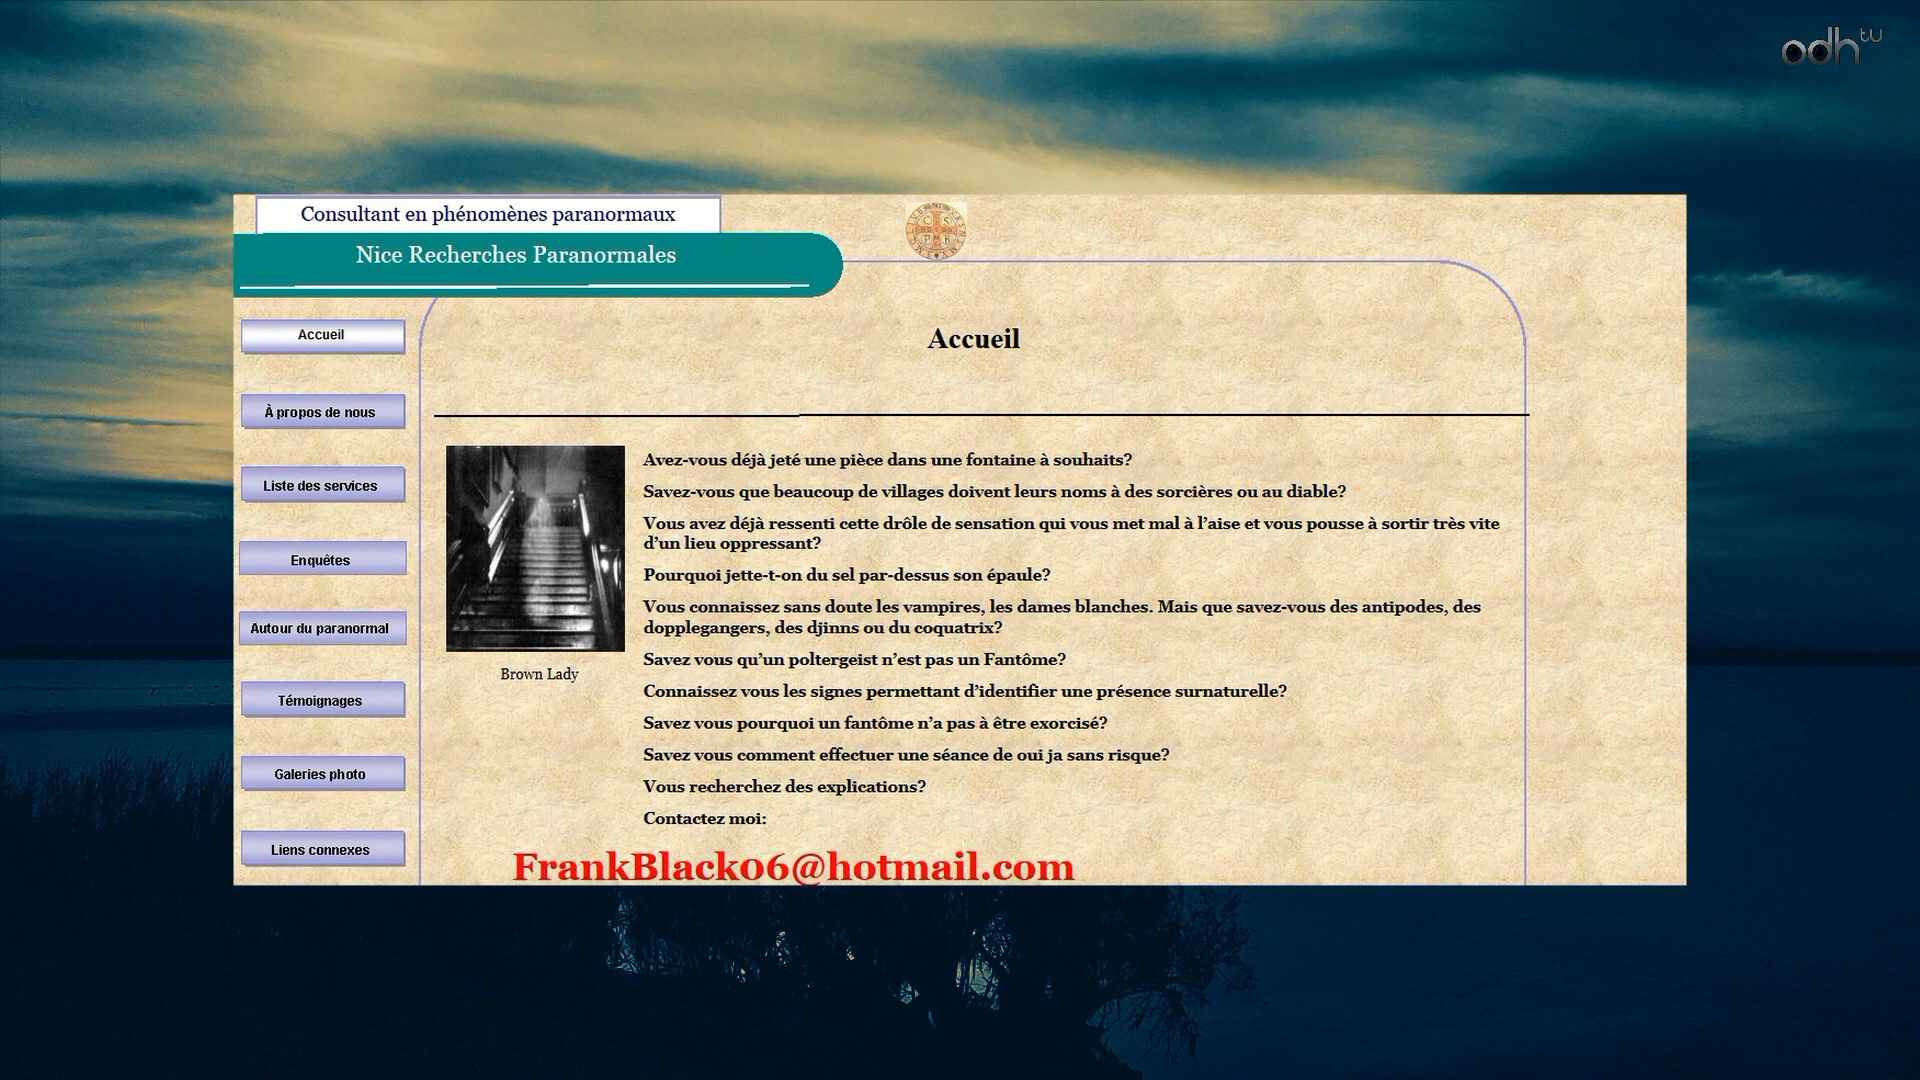 odh tv
Consultant en phénomènes paranormaux
Nice Recherches Paranormales
Accueil
À propos de nous
Liste des services
Enquêtes
Autour du paranormal
Témoignages
Galeries photo
Liens connexes
Accueil
Brown Lady
Avez-vous déjà jeté une pièce dans une fontaine à souhaits?
Savez-vous que beaucoup de villages doivent leurs noms à des sorcières ou au diable?
Vous avez déjà ressenti cette drôle de sensation qui vous met mal à l'aise et vous pousse à sortir très vite
d'un lieu oppressant?
Pourquoi jette-t-on du sel par-dessus son épaule?
Vous connaissez sans doute les vampires, les dames blanches. Mais que savez-vous des antipodes, des
dopplegangers, des djinns ou du coquatrix?
Savez vous qu'un poltergeist n'est pas un Fantôme?
Connaissez vous les signes permettant d'identifier une présence surnaturelle?
Savez vous pourquoi un fantôme n'a pas à être exorcisé?
Savez vous comment effectuer une séance de oui ja sans risque?
Vous recherchez des explications?
Contactez moi:
FrankBlack06@hotmail.com